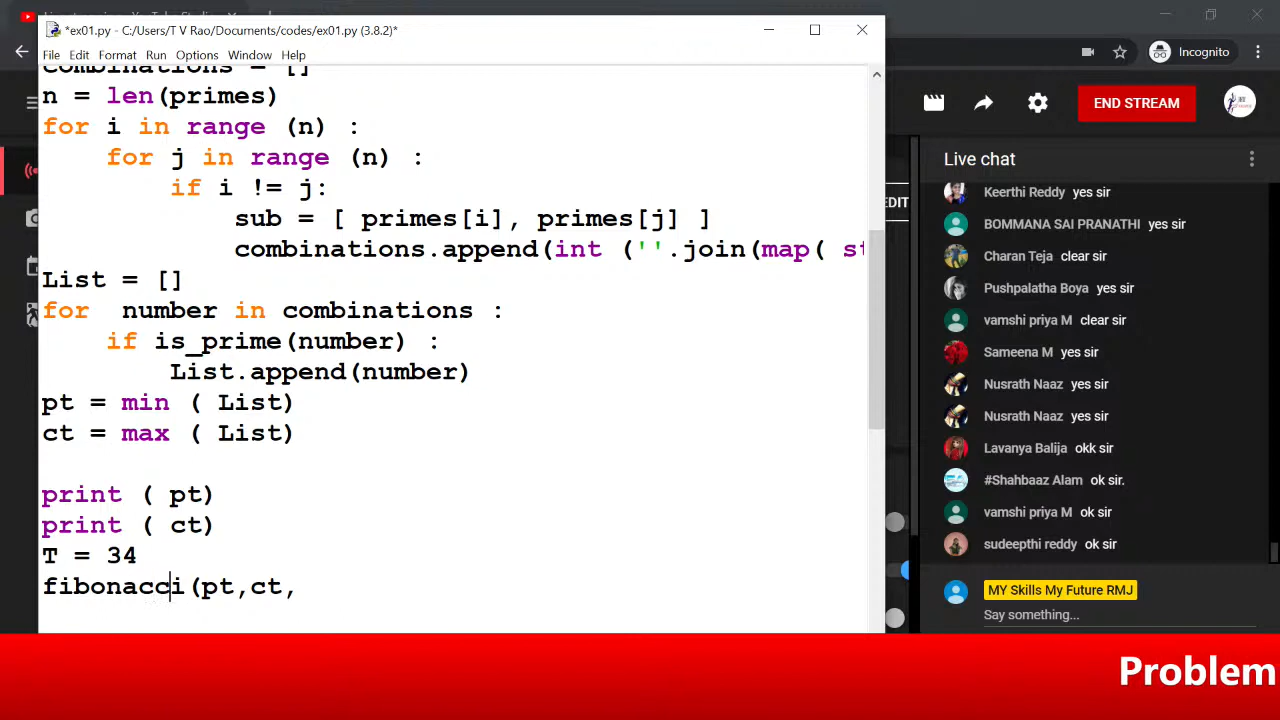 *ex01.py - C:/Users/T V Rao/Documents/codes/ex01.py (3.8.2)*
Incognito
File Edit Format Run Options Window Help
combinations = []
n = len(primes)
for i in range (n) :
for j in range (n) :
if i != j:
sub = [ primes[i], primes[j] ]
combinations.append(int (''.join(map( st
List = []
for number in combinations :
if is_prime(number) :
List.append(number)
pt = min ( List)
ct = max ( List)
print ( pt)
print ( ct)
T = 34
fibonacci(pt,ct,
END STREAM
EDIT
Live chat
Keerthi Reddy yes sir
BOMMANA SAI PRANATHI yes sir
Charan Teja clear sir
Pushpalatha Boya yes sir
vamshi priya M clear sir
Sameena M yes sir
Nusrath Naaz yes sir
Nusrath Naaz yes sir
Lavanya Balija okk sir
#Shahbaaz Alam ok sir.
vamshi priya M ok sir
sudeepthi reddy ok sir
MY Skills My Future RMJ
Say something...
Problem